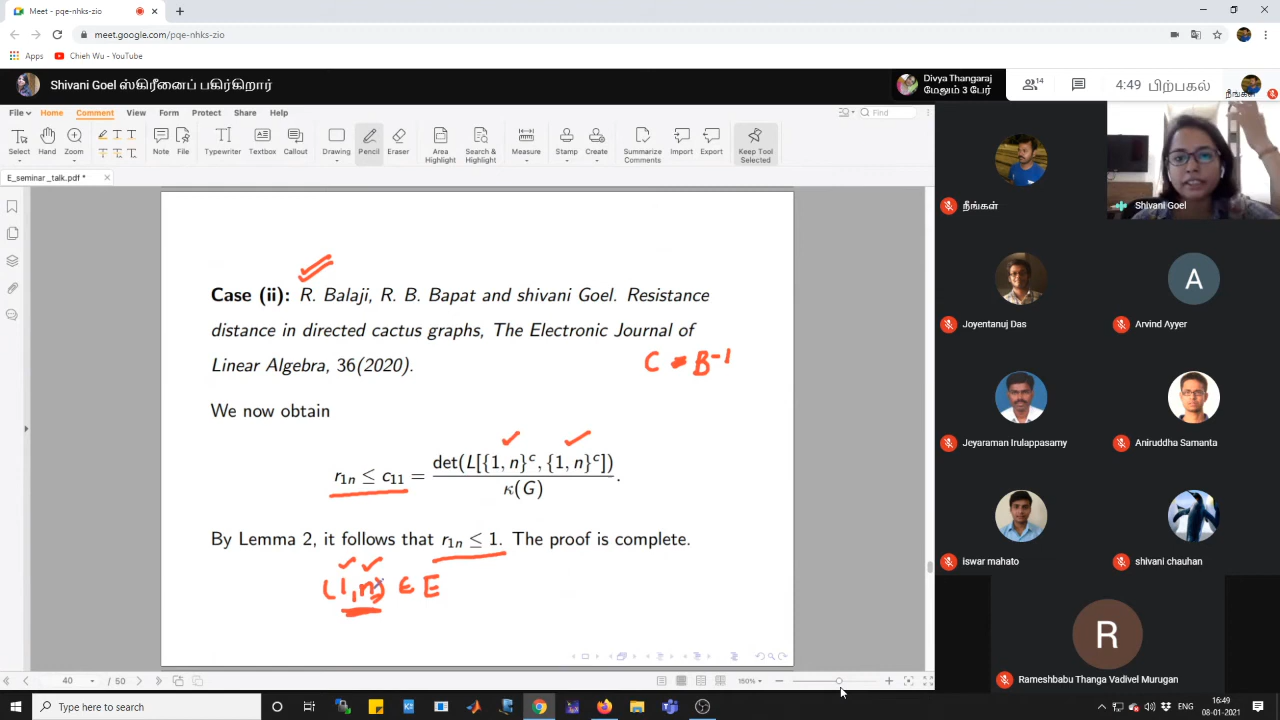 Meet - pqe-nhks-zio
meet.google.com/pqe-nhks-zio
Apps
Chieh Wu - YouTube
Shivani Goel ஸ்கிரீனைப் பகிர்கிறார்
Divya Thangaraj
மேலும் 3 பேர்
14
4:49 பிற்பகல்
நீங்கள்
File
Home
Comment
View
Form
Protect
Share
Help
Find
Select
Hand
Zoom
Note
File
Typewriter
Textbox
Callout
Drawing
Pencil
Eraser
Area Highlight
Search & Highlight
Measure
Stamp
Create
Summarize Comments
Import
Export
Keep Tool Selected
E_seminar _talk.pdf *
Case (ii): R. Balaji, R. B. Bapat and shivani Goel. Resistance
distance in directed cactus graphs, The Electronic Journal of
Linear Algebra, 36(2020).
C = B⁻¹
We now obtain
r₁ₙ ≤ c₁₁ = det(L[{1, n}ᶜ, {1, n}ᶜ]) / κ(G).
By Lemma 2, it follows that r₁ₙ ≤ 1. The proof is complete.
(1,n) ∈ E
நீங்கள்
Shivani Goel
Joyentanuj Das
A
Arvind Ayyer
Jeyaraman Irulappasamy
Aniruddha Samanta
iswar mahato
shivani chauhan
R
Rameshbabu Thanga Vadivel Murugan
40
/ 50
150%
Type here to search
ENG
16:49
08-01-2021